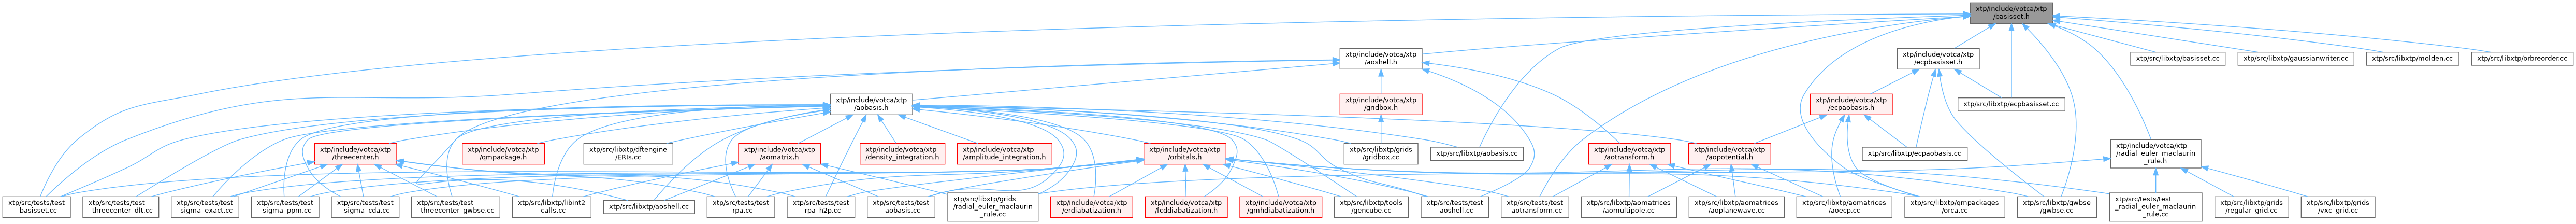 xtp/include/votca/xtp
/basisset.h
xtp/include/votca/xtp
/aoshell.h
xtp/include/votca/xtp
/ecpbasisset.h
xtp/src/libxtp/basisset.cc
xtp/src/libxtp/gaussianwriter.cc
xtp/src/libxtp/molden.cc
xtp/src/libxtp/orbreorder.cc
xtp/include/votca/xtp
/aobasis.h
xtp/include/votca/xtp
/gridbox.h
xtp/include/votca/xtp
/ecpaobasis.h
xtp/src/libxtp/ecpbasisset.cc
xtp/include/votca/xtp
/threecenter.h
xtp/include/votca/xtp
/qmpackage.h
xtp/src/libxtp/dftengine
/ERIs.cc
xtp/include/votca/xtp
/aomatrix.h
xtp/include/votca/xtp
/density_integration.h
xtp/include/votca/xtp
/amplitude_integration.h
xtp/include/votca/xtp
/orbitals.h
xtp/src/libxtp/grids
/gridbox.cc
xtp/src/libxtp/aobasis.cc
xtp/include/votca/xtp
/aotransform.h
xtp/include/votca/xtp
/aopotential.h
xtp/src/libxtp/ecpaobasis.cc
xtp/include/votca/xtp
/radial_euler_maclaurin
_rule.h
xtp/src/tests/test
_basisset.cc
xtp/src/tests/test
_threecenter_dft.cc
xtp/src/tests/test
_sigma_exact.cc
xtp/src/tests/test
_sigma_ppm.cc
xtp/src/tests/test
_sigma_cda.cc
xtp/src/tests/test
_threecenter_gwbse.cc
xtp/src/libxtp/libint2
_calls.cc
xtp/src/libxtp/aoshell.cc
xtp/src/tests/test
_rpa.cc
xtp/src/tests/test
_rpa_h2p.cc
xtp/src/tests/test
_aobasis.cc
xtp/src/libxtp/grids
/radial_euler_maclaurin
_rule.cc
xtp/include/votca/xtp
/erdiabatization.h
xtp/include/votca/xtp
/fcddiabatization.h
xtp/include/votca/xtp
/gmhdiabatization.h
xtp/src/libxtp/tools
/gencube.cc
xtp/src/tests/test
_aoshell.cc
xtp/src/tests/test
_aotransform.cc
xtp/src/libxtp/aomatrices
/aomultipole.cc
xtp/src/libxtp/aomatrices
/aoplanewave.cc
xtp/src/libxtp/aomatrices
/aoecp.cc
xtp/src/libxtp/qmpackages
/orca.cc
xtp/src/libxtp/gwbse
/gwbse.cc
xtp/src/tests/test
_radial_euler_maclaurin
_rule.cc
xtp/src/libxtp/grids
/regular_grid.cc
xtp/src/libxtp/grids
/vxc_grid.cc